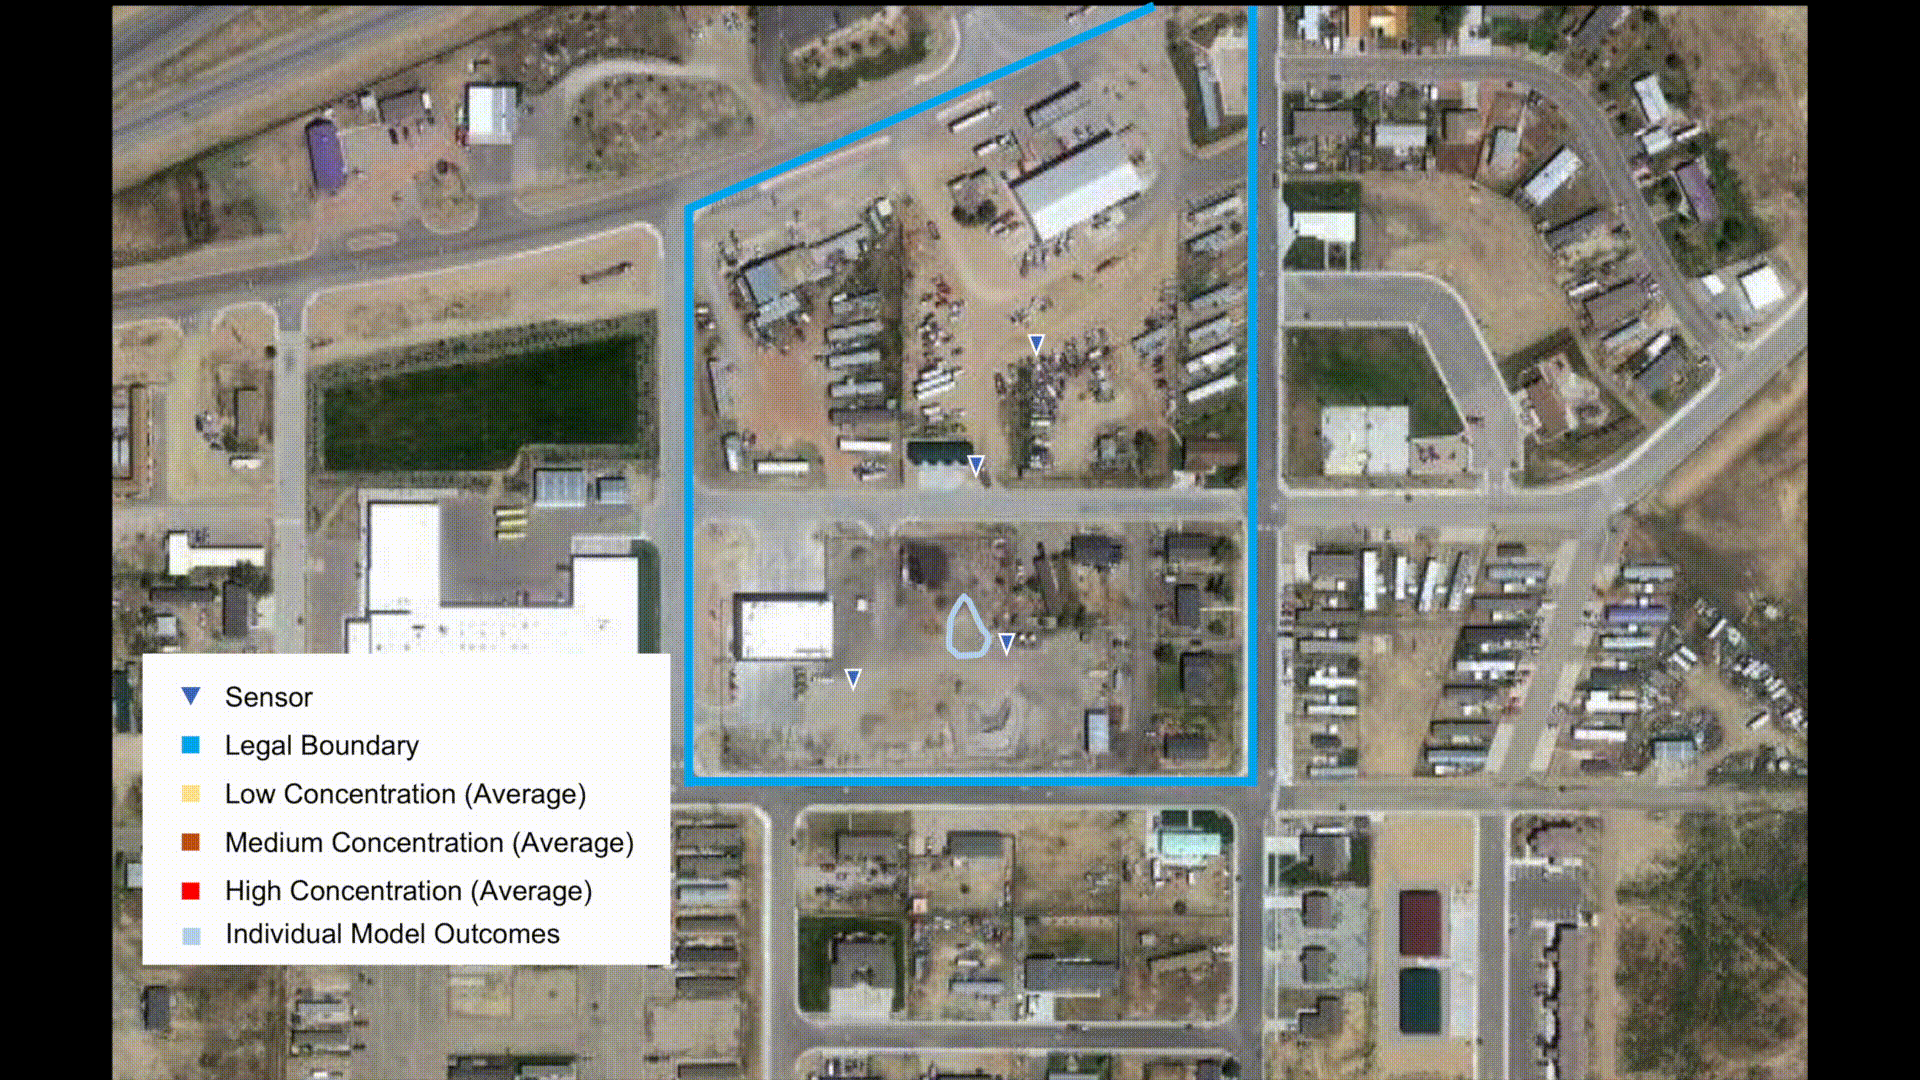 Sensor
Legal Boundary
Low Concentration (Average)
Medium Concentration (Average)
High Concentration (Average)
Individual Model Outcomes